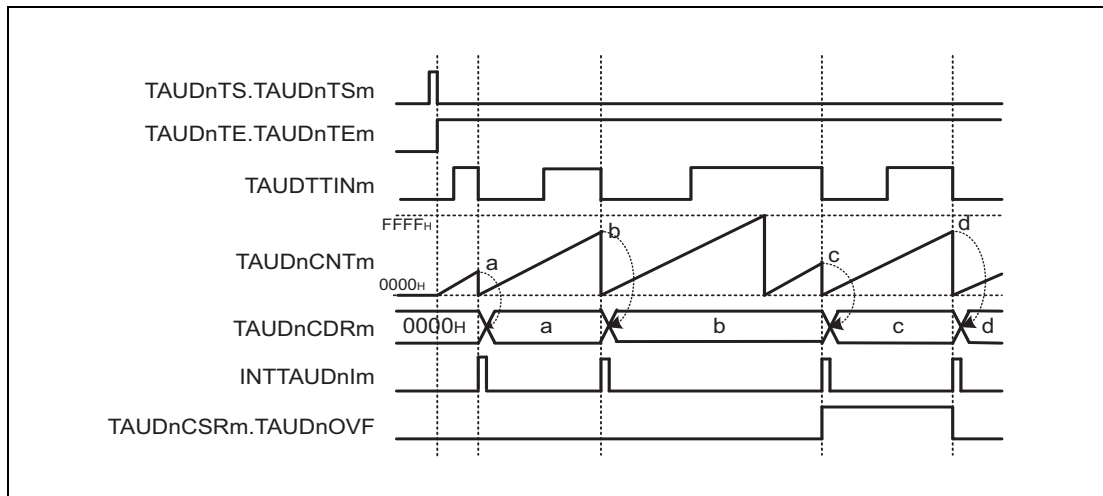 TAUDnTS.TAUDnTSm
TAUDnTE.TAUDnTEm
TAUDTTINm
FFFFH
TAUDnCNTm
0000H
a
b
c
d
TAUDnCDRm
0000H
a
b
c
d
INTTAUDnIm
TAUDnCSRm.TAUDnOVF